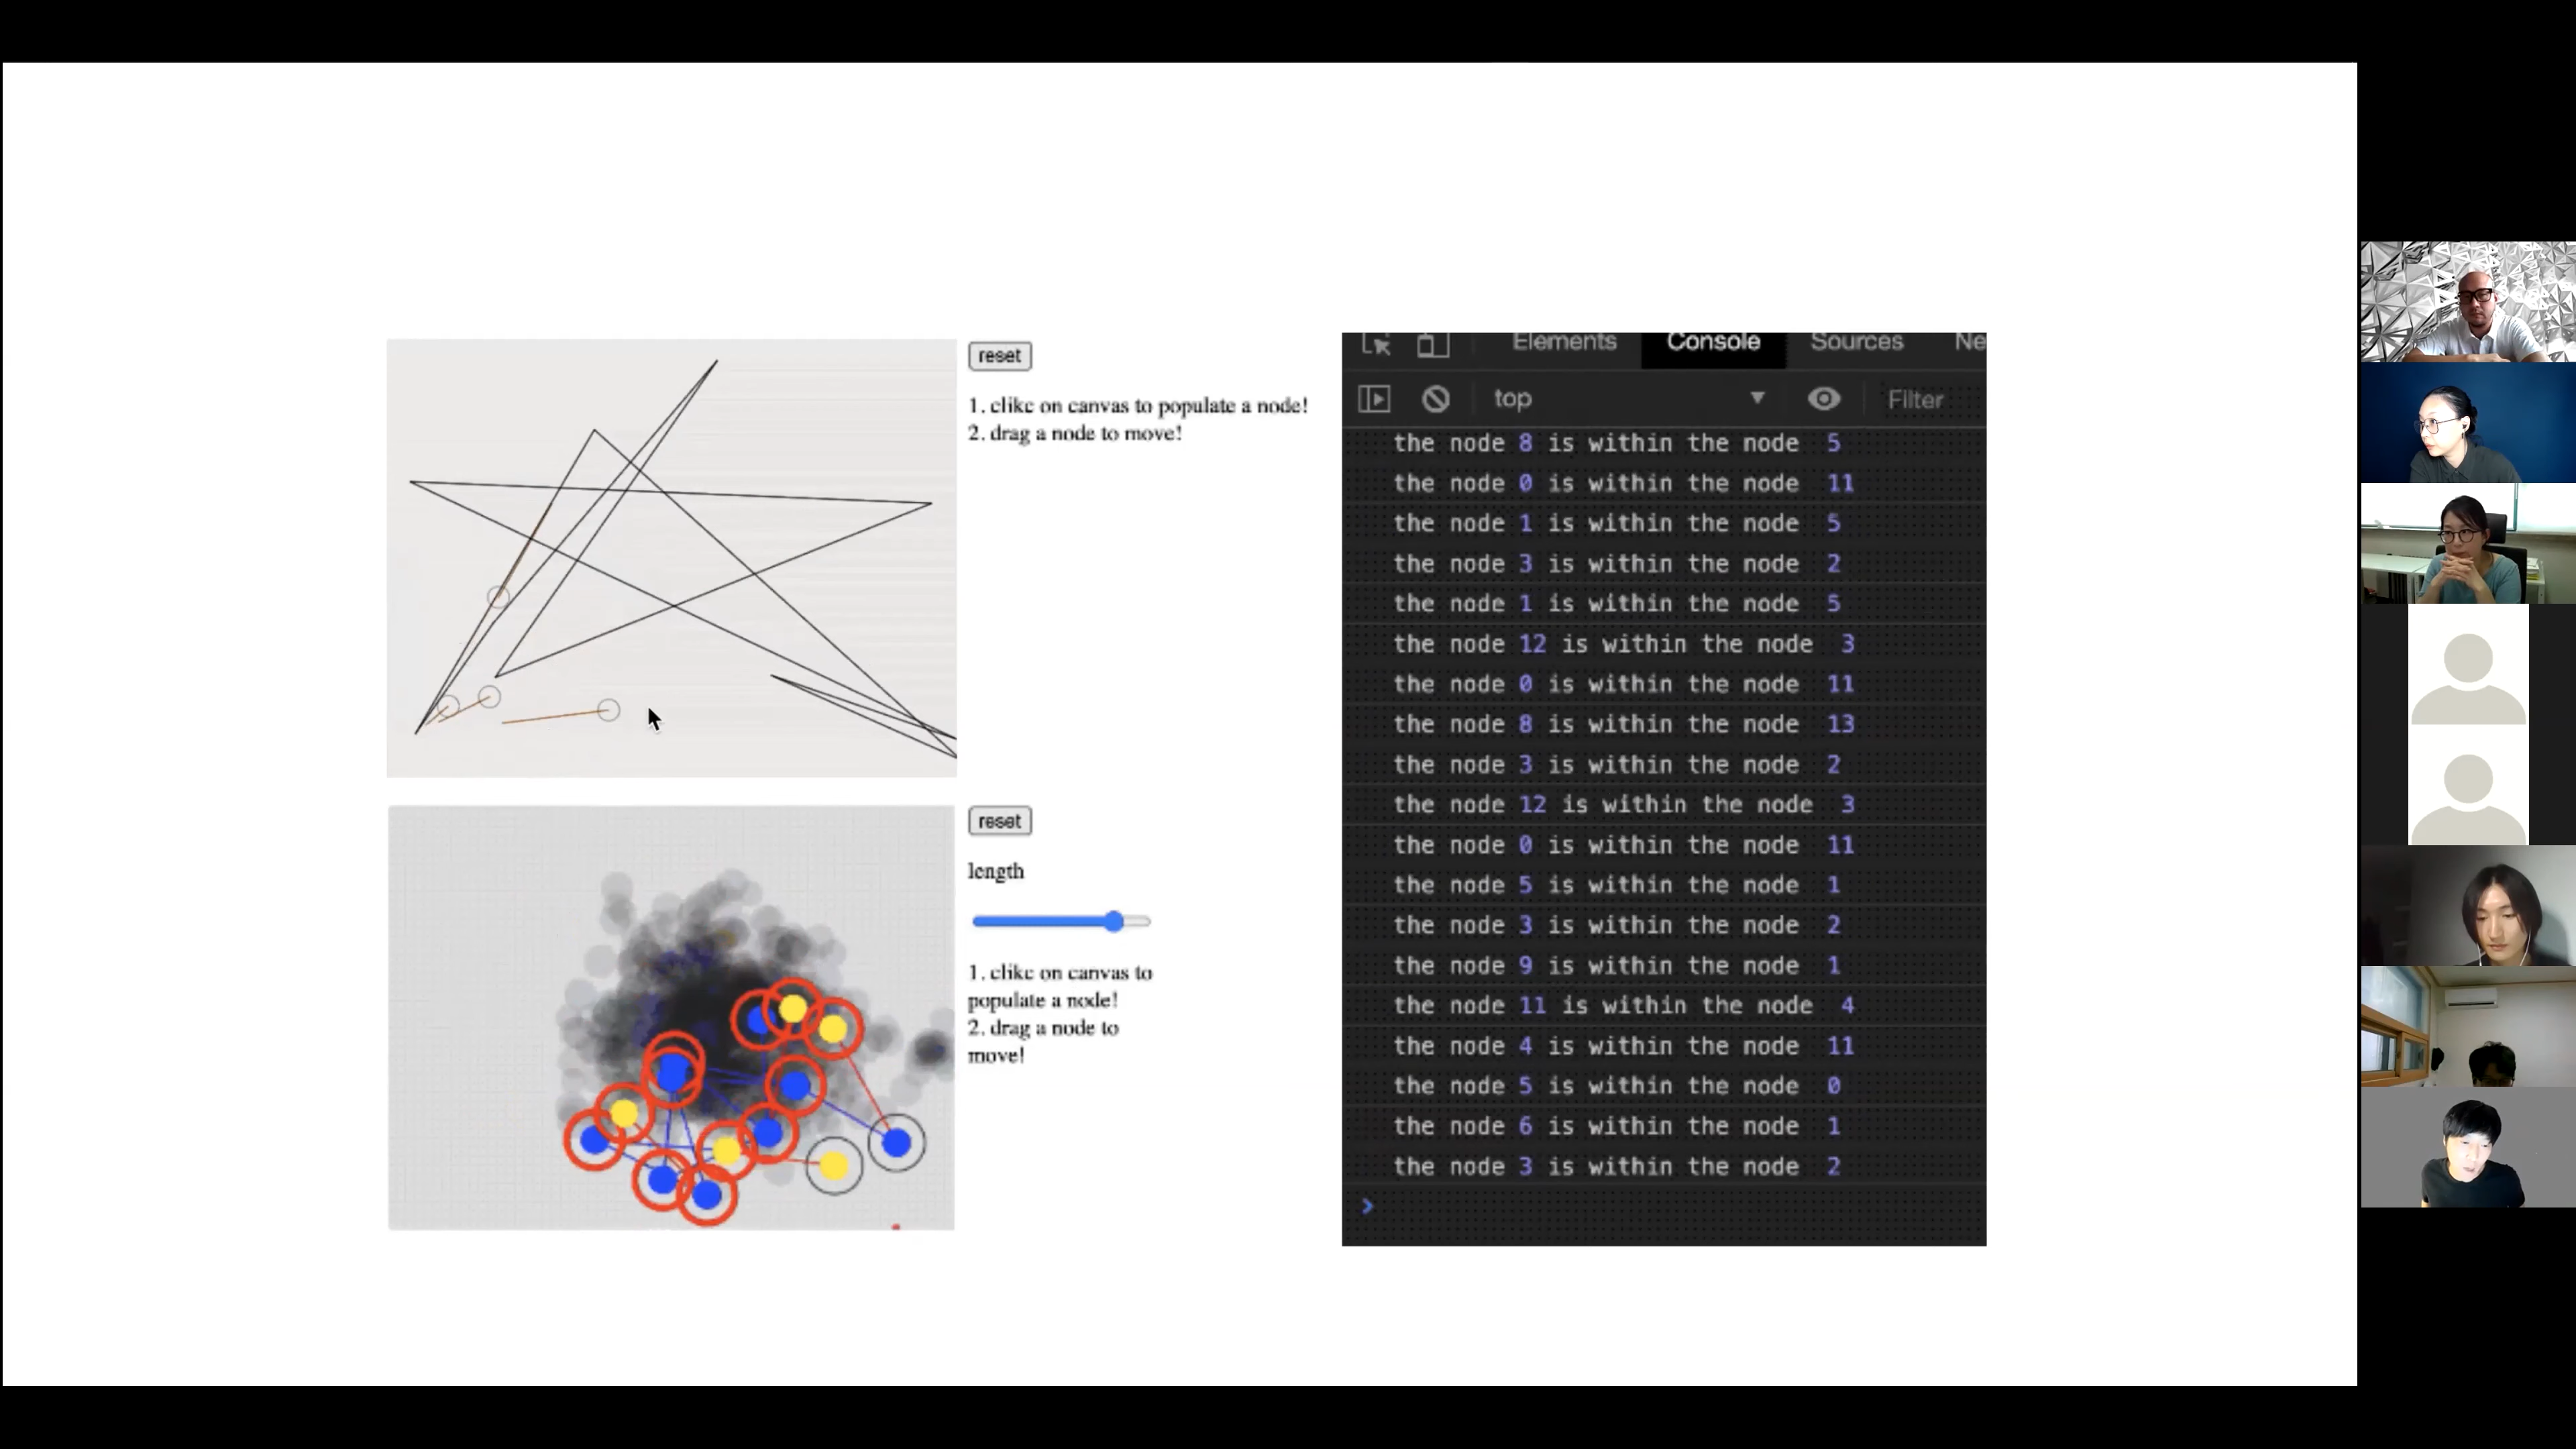 reset
1. clike on canvas to populate a node!
2. drag a node to move!
reset
length
1. clike on canvas to
populate a node!
2. drag a node to
move!
Elements Console Sources Ne
top Filter
the node 8 is within the node 5
the node 0 is within the node 11
the node 1 is within the node 5
the node 3 is within the node 2
the node 1 is within the node 5
the node 12 is within the node 3
the node 0 is within the node 11
the node 8 is within the node 13
the node 3 is within the node 2
the node 12 is within the node 3
the node 0 is within the node 11
the node 5 is within the node 1
the node 3 is within the node 2
the node 9 is within the node 1
the node 11 is within the node 4
the node 4 is within the node 11
the node 5 is within the node 0
the node 6 is within the node 1
the node 3 is within the node 2